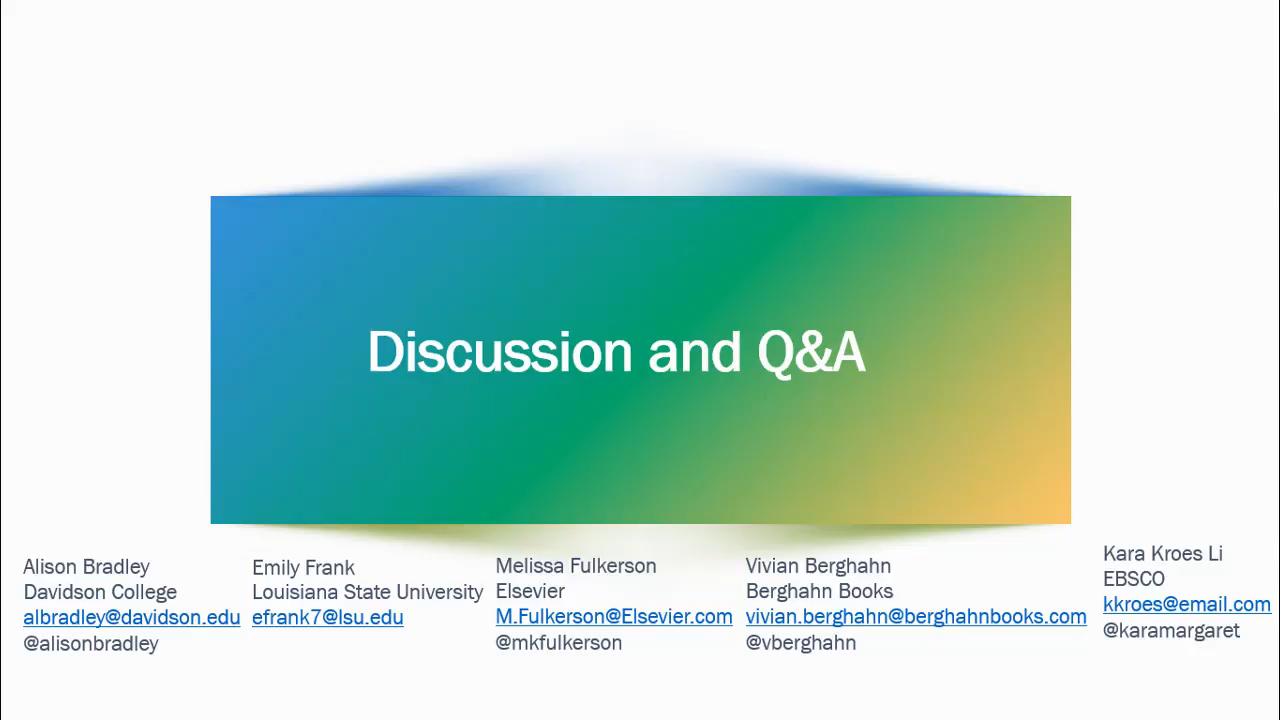 Discussion and Q&A
Alison Bradley
Davidson College
albradley@davidson.edu
@alisonbradley
Emily Frank
Louisiana State University
efrank7@lsu.edu
Melissa Fulkerson
Elsevier
M.Fulkerson@Elsevier.com
@mkfulkerson
Vivian Berghahn
Berghahn Books
vivian.berghahn@berghahnbooks.com
@vberghahn
Kara Kroes Li
EBSCO
kkroes@email.com
@karamargaret